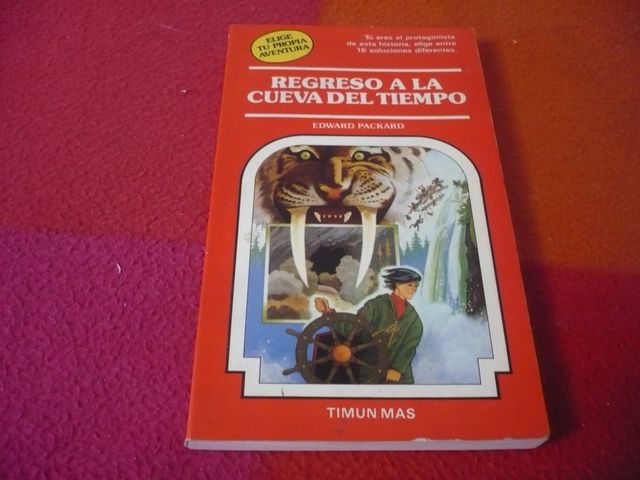 ELIGE
TU PROPIA
AVENTURA
Tú eres el protagonista
de esta historia, elige entre
16 soluciones diferentes.
REGRESO A LA
CUEVA DEL TIEMPO
EDWARD PACKARD
TIMUN MAS